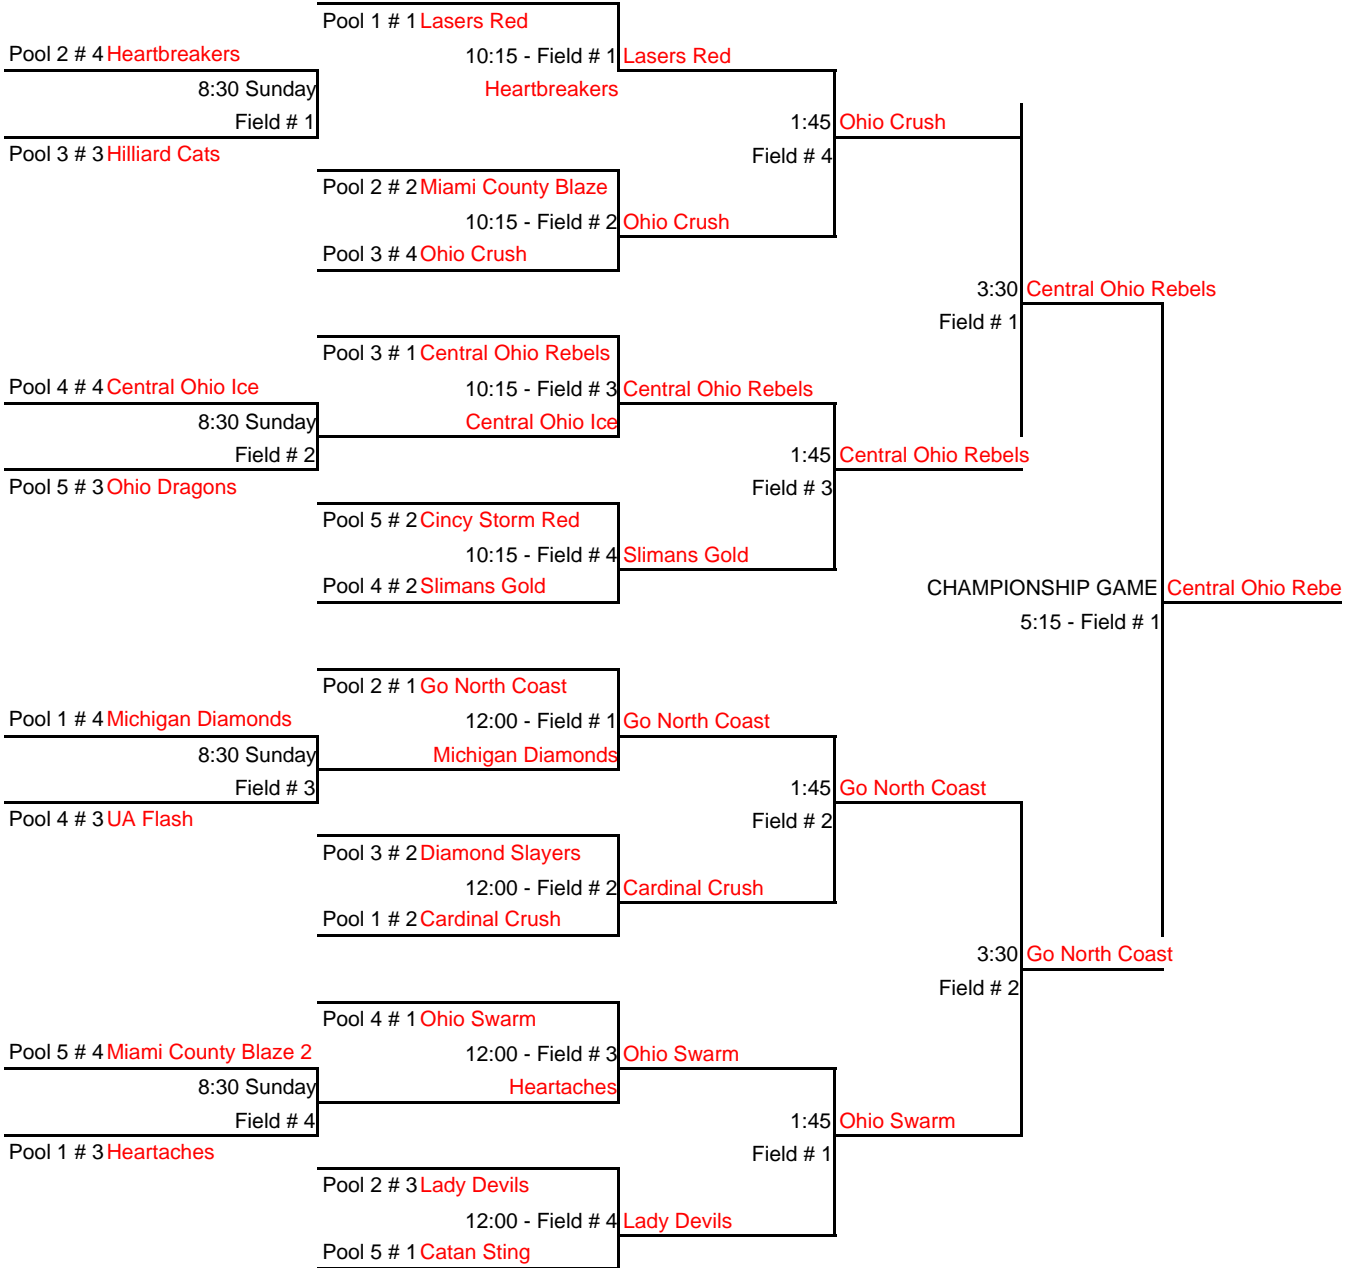 Pool 1 # 1 Lasers Red
Pool 2 # 4 Heartbreakers
10:15 - Field # 1 Lasers Red
8:30 Sunday
Heartbreakers
Field # 1
1:45 Ohio Crush
Pool 3 # 3 Hilliard Cats
Field # 4
Pool 2 # 2 Miami County Blaze
10:15 - Field # 2 Ohio Crush
Pool 3 # 4 Ohio Crush
3:30 Central Ohio Rebels
Field # 1
Pool 3 # 1 Central Ohio Rebels
Pool 4 # 4 Central Ohio Ice
10:15 - Field # 3 Central Ohio Rebels
8:30 Sunday
Central Ohio Ice
Field # 2
1:45 Central Ohio Rebels
Pool 5 # 3 Ohio Dragons
Field # 3
Pool 5 # 2 Cincy Storm Red
10:15 - Field # 4 Slimans Gold
Pool 4 # 2 Slimans Gold
CHAMPIONSHIP GAME Central Ohio Rebe
5:15 - Field # 1
Pool 2 # 1 Go North Coast
Pool 1 # 4 Michigan Diamonds
12:00 - Field # 1 Go North Coast
8:30 Sunday
Michigan Diamonds
Field # 3
1:45 Go North Coast
Pool 4 # 3 UA Flash
Field # 2
Pool 3 # 2 Diamond Slayers
12:00 - Field # 2 Cardinal Crush
Pool 1 # 2 Cardinal Crush
3:30 Go North Coast
Field # 2
Pool 4 # 1 Ohio Swarm
Pool 5 # 4 Miami County Blaze 2
12:00 - Field # 3 Ohio Swarm
8:30 Sunday
Heartaches
Field # 4
1:45 Ohio Swarm
Pool 1 # 3 Heartaches
Field # 1
Pool 2 # 3 Lady Devils
12:00 - Field # 4 Lady Devils
Pool 5 # 1 Catan Sting